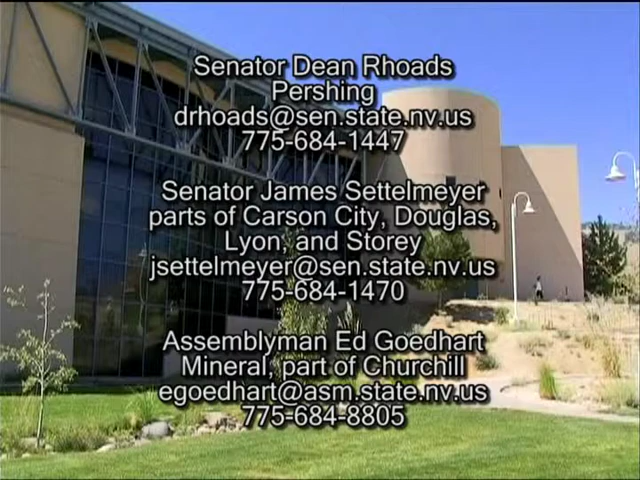 Senator Dean Rhoads
Pershing
drhoads@sen.state.nv.us
775-684-1447
Senator James Settelmeyer
parts of Carson City, Douglas,
Lyon, and Storey
jsettelmeyer@sen.state.nv.us
775-684-1470
Assemblyman Ed Goedhart
Mineral, part of Churchill
egoedhart@asm.state.nv.us
775-684-8805